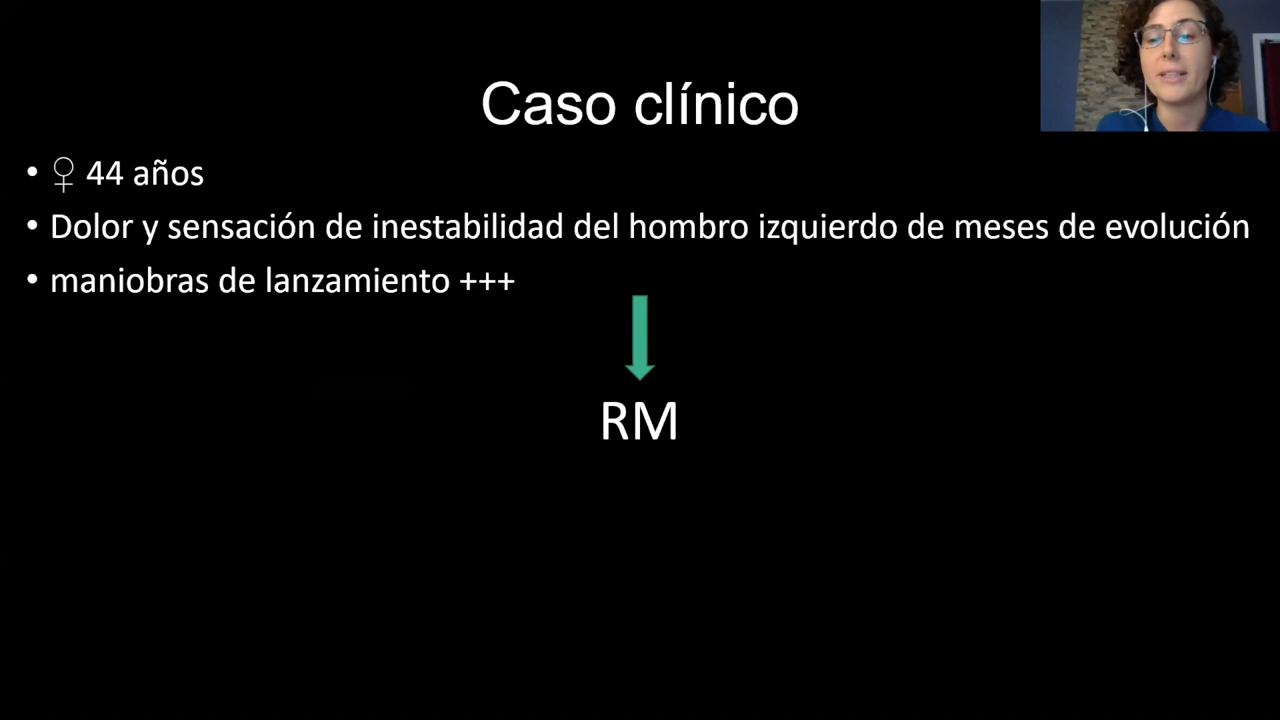 Caso clínico
• ♀ 44 años
• Dolor y sensación de inestabilidad del hombro izquierdo de meses de evolución
• maniobras de lanzamiento +++
RM